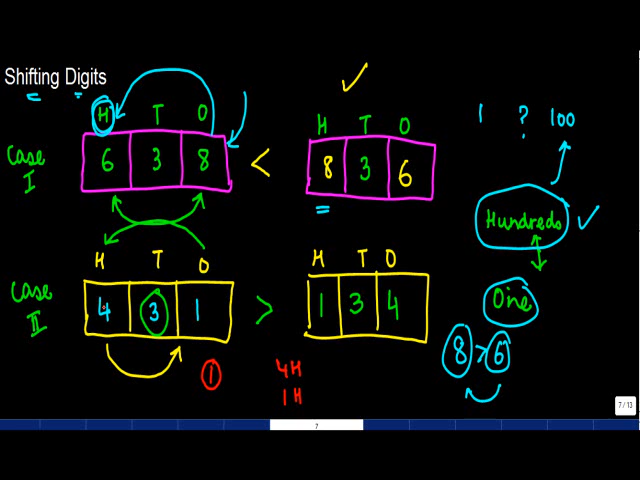 Shifting Digits
H T O
H T O
1 ? 100
Case I
6 3 8 < 8 3 6
=
Hundreds
H T O
H T O
Case II
4 3 1 > 1 3 4
One
8 > 6
1
4H
1H
7
7 / 13